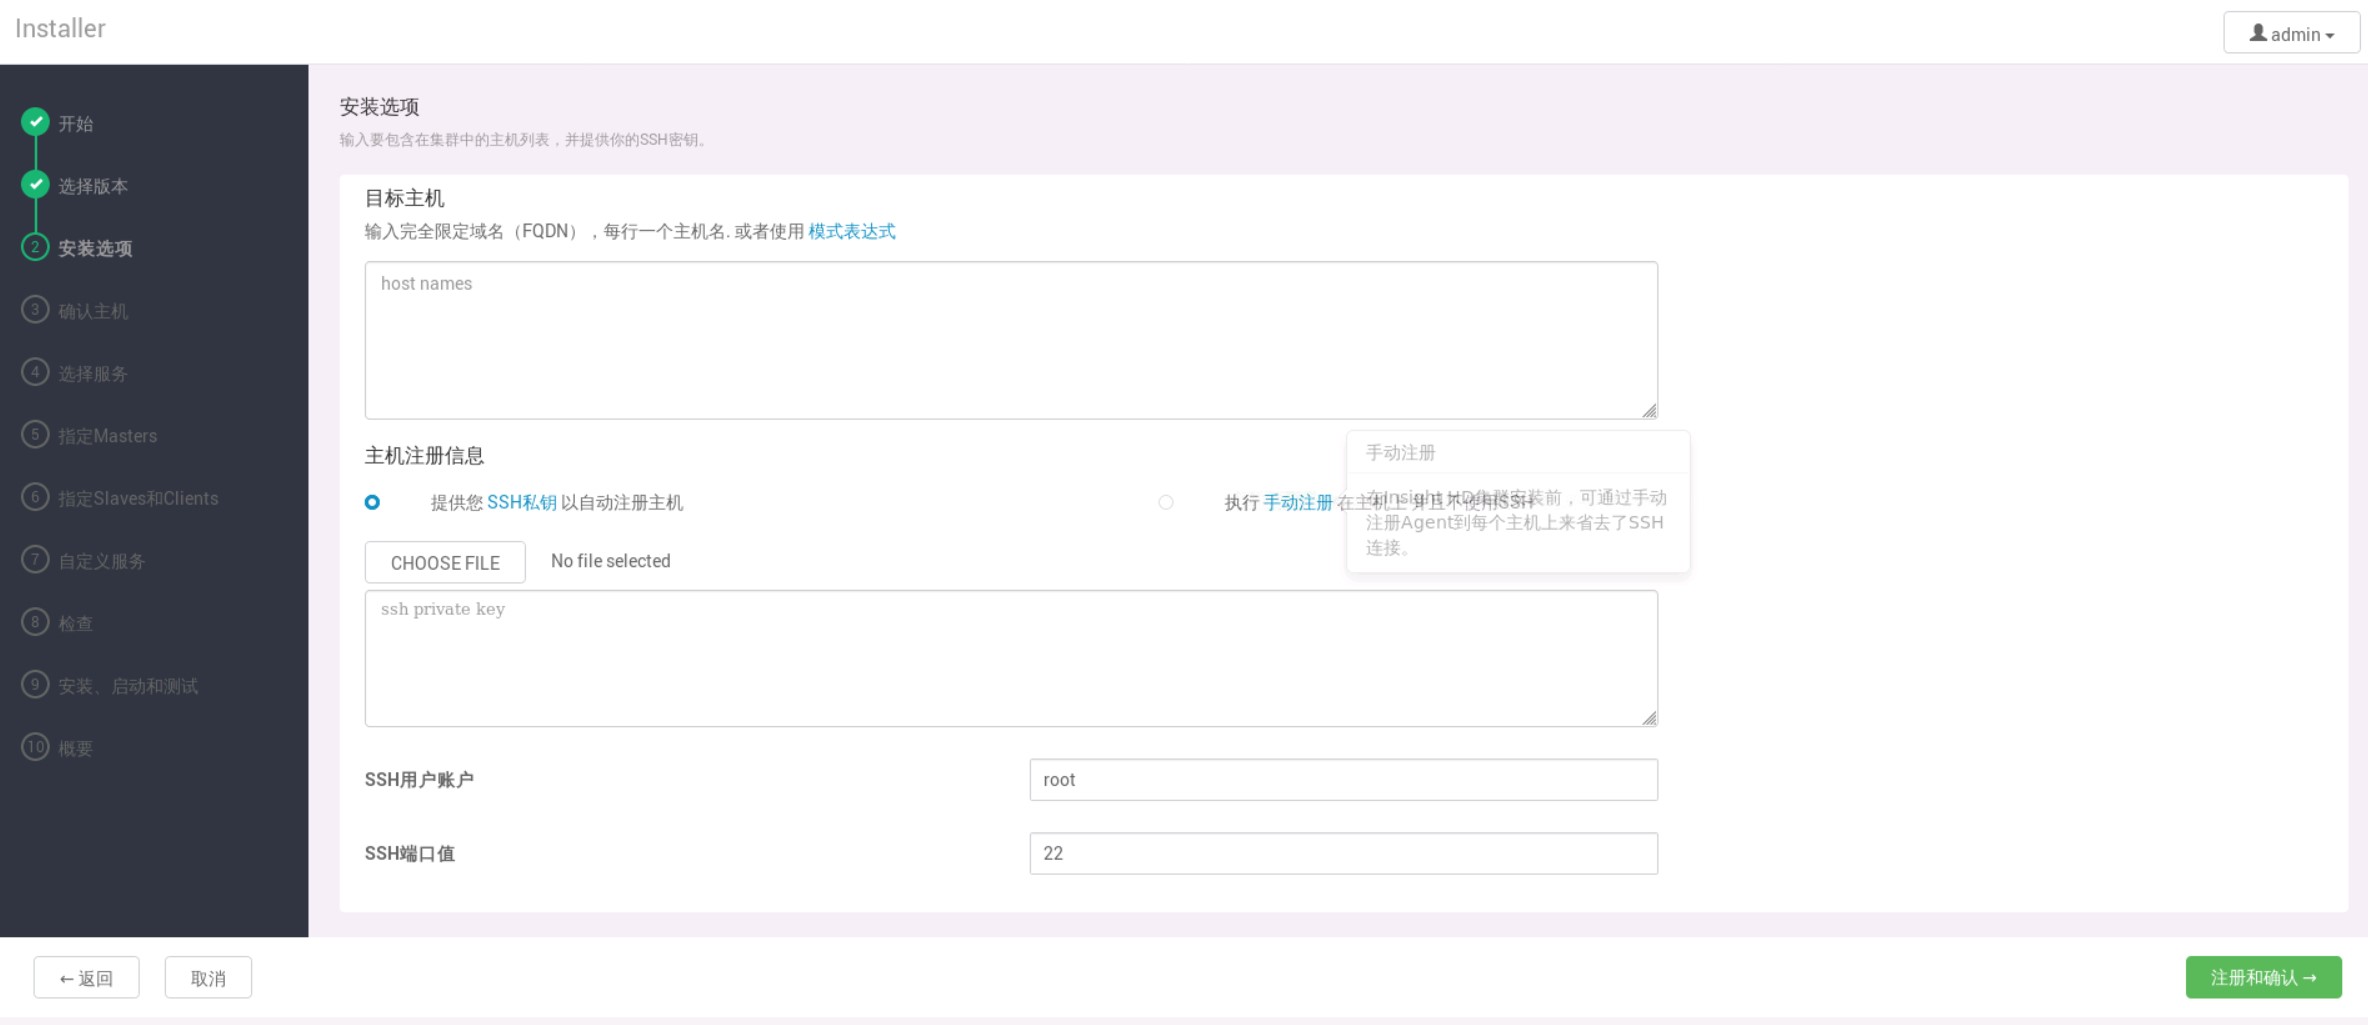 Installer
admin
开始
选择版本
2 安装选项
3 确认主机
4 选择服务
5 指定Masters
6 指定Slaves和Clients
7 自定义服务
8 检查
9 安装、启动和测试
10 概要
安装选项
输入要包含在集群中的主机列表，并提供你的SSH密钥。
目标主机
输入完全限定域名（FQDN），每行一个主机名. 或者使用 模式表达式
host names
主机注册信息
提供您 SSH私钥 以自动注册主机
执行 手动注册 在主机上 并且不使用SSH
手动注册
在Insight HD集群安装前，可通过手动
注册Agent到每个主机上来省去了SSH
连接。
CHOOSE FILE No file selected
ssh private key
SSH用户账户 root
SSH端口值 22
← 返回
取消
注册和确认 →